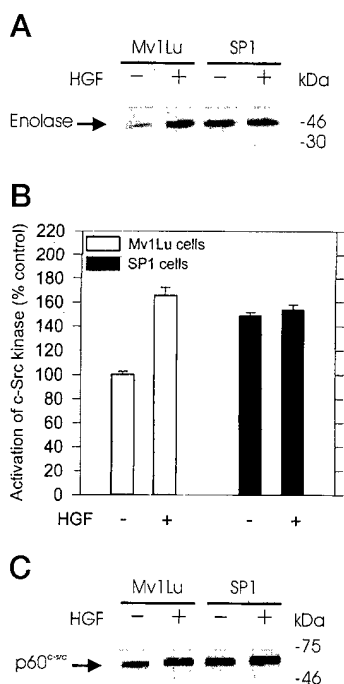 A
Mv1Lu SP1
HGF − + − + kDa
Enolase
-46
-30
B
Activation of c-Src kinase (% control)
220
200
180
160
140
120
100
80
60
40
20
0
Mv1Lu cells
SP1 cells
HGF - + - +
C
Mv1Lu SP1
HGF − + − + kDa
-75
p60c-src
-46